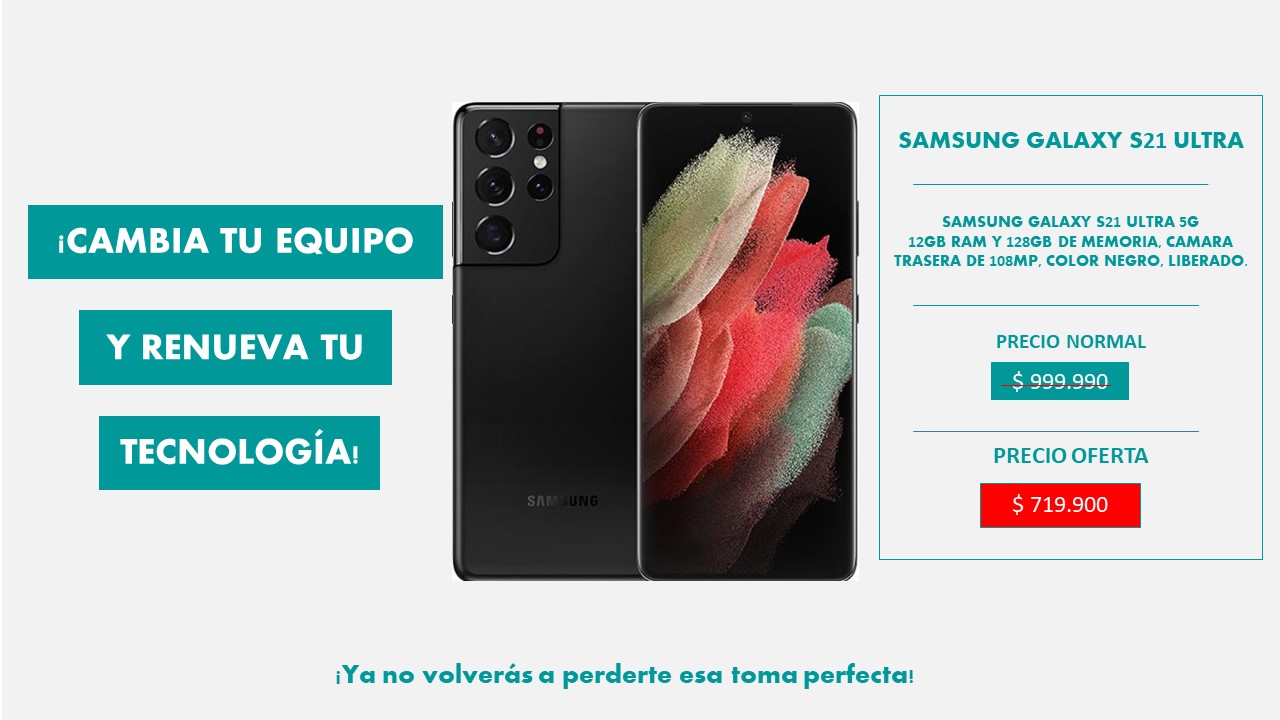 ¡CAMBIA TU EQUIPO
Y RENUEVA TU
TECNOLOGÍA!
SAMSUNG
SAMSUNG GALAXY S21 ULTRA
SAMSUNG GALAXY S21 ULTRA 5G
12GB RAM Y 128GB DE MEMORIA, CAMARA
TRASERA DE 108MP, COLOR NEGRO, LIBERADO.
PRECIO NORMAL
$ 999.990
PRECIO OFERTA
$ 719.900
¡Ya no volverás a perderte esa toma perfecta!